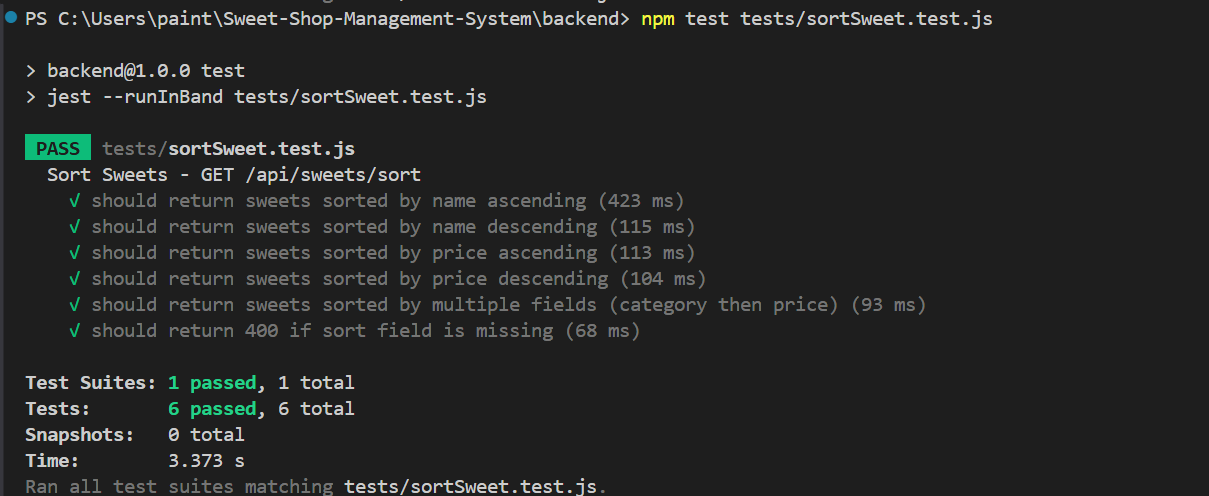 PS C:\Users\paint\Sweet-Shop-Management-System\backend> npm test tests/sortSweet.test.js
> backend@1.0.0 test
> jest --runInBand tests/sortSweet.test.js
PASS tests/sortSweet.test.js
Sort Sweets - GET /api/sweets/sort
√ should return sweets sorted by name ascending (423 ms)
√ should return sweets sorted by name descending (115 ms)
√ should return sweets sorted by price ascending (113 ms)
√ should return sweets sorted by price descending (104 ms)
√ should return sweets sorted by multiple fields (category then price) (93 ms)
√ should return 400 if sort field is missing (68 ms)
Test Suites: 1 passed, 1 total
Tests: 6 passed, 6 total
Snapshots: 0 total
Time: 3.373 s
Ran all test suites matching tests/sortSweet.test.js.